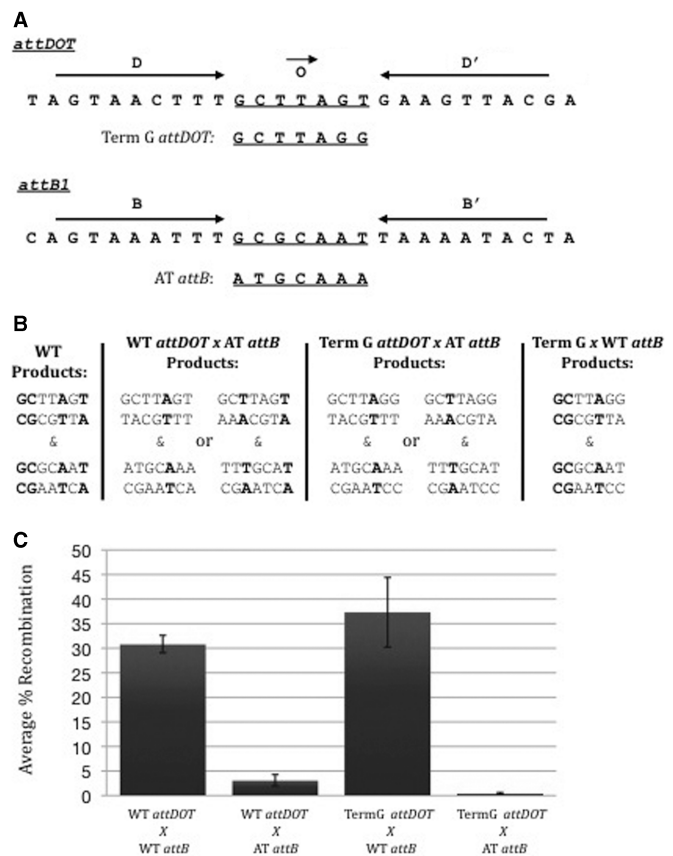 A
attDOT
D O D′
T A G T A A C T T T G C T T A G T G A A G T T A C G A
Term G attDOT: G C T T A G G
attB1
B B′
C A G T A A A T T T G C G C A A T T A A A A T A C T A
AT attB: A T G C A A A
B
WT Products:
WT attDOT x AT attB Products:
Term G attDOT x AT attB Products:
Term G x WT attB Products:
GCTTAGT GCTTAGT GCTTAGT GCTTAGG GCTTAGG GCTTAGG
CGCGTTA TACGTTT AAACGTA TACGTTT AAACGTA CGCGTTA
& & or & & or & &
GCGCAAT ATGCAAA TTTGCAT ATGCAAA TTTGCAT GCGCAAT
CGAATCA CGAATCA CGAATCA CGAATCC CGAATCC CGAATCC
C
Average % Recombination
50
45
40
35
30
25
20
15
10
5
0
WT attDOT X WT attB
WT attDOT X AT attB
TermG attDOT X WT attB
TermG attDOT X AT attB